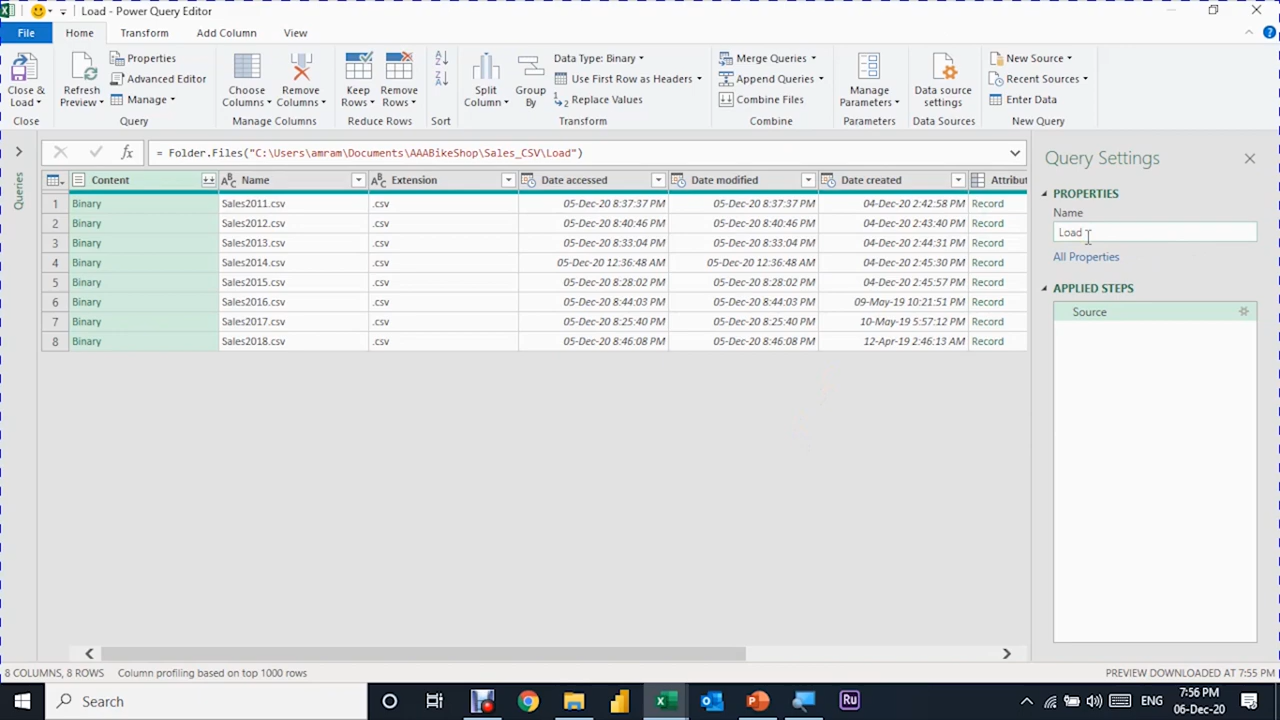 Load - Power Query Editor
File
Home
Transform
Add Column
View
Close & Load
Refresh Preview
Properties
Advanced Editor
Manage
Choose Columns
Remove Columns
Keep Rows
Remove Rows
Split Column
Group By
Data Type: Binary
Use First Row as Headers
Replace Values
Merge Queries
Append Queries
Combine Files
Manage Parameters
Data source settings
New Source
Recent Sources
Enter Data
Close
Query
Manage Columns
Reduce Rows
Sort
Transform
Combine
Parameters
Data Sources
New Query
= Folder.Files("C:\Users\amram\Documents\AAABikeShop\Sales_CSV\Load")
Queries
Content Name Extension Date accessed Date modified Date created Attribut
1 Binary Sales2011.csv .csv 05-Dec-20 8:37:37 PM 05-Dec-20 8:37:37 PM 04-Dec-20 2:42:58 PM Record
2 Binary Sales2012.csv .csv 05-Dec-20 8:40:46 PM 05-Dec-20 8:40:46 PM 04-Dec-20 2:43:40 PM Record
3 Binary Sales2013.csv .csv 05-Dec-20 8:33:04 PM 05-Dec-20 8:33:04 PM 04-Dec-20 2:44:31 PM Record
4 Binary Sales2014.csv .csv 05-Dec-20 12:36:48 AM 05-Dec-20 12:36:48 AM 04-Dec-20 2:45:30 PM Record
5 Binary Sales2015.csv .csv 05-Dec-20 8:28:02 PM 05-Dec-20 8:28:02 PM 04-Dec-20 2:45:57 PM Record
6 Binary Sales2016.csv .csv 05-Dec-20 8:44:03 PM 05-Dec-20 8:44:03 PM 09-May-19 10:21:51 PM Record
7 Binary Sales2017.csv .csv 05-Dec-20 8:25:40 PM 05-Dec-20 8:25:40 PM 10-May-19 5:57:12 PM Record
8 Binary Sales2018.csv .csv 05-Dec-20 8:46:08 PM 05-Dec-20 8:46:08 PM 12-Apr-19 2:46:13 AM Record
Query Settings
PROPERTIES
Name
Load
All Properties
APPLIED STEPS
Source
8 COLUMNS, 8 ROWS
Column profiling based on top 1000 rows
PREVIEW DOWNLOADED AT 7:55 PM
Search
Ru
ENG
7:56 PM
06-Dec-20